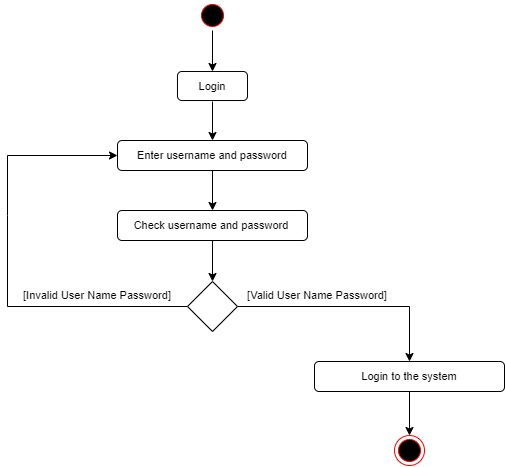 Login
Enter username and password
Check username and password
[Invalid User Name Password]
[Valid User Name Password]
Login to the system